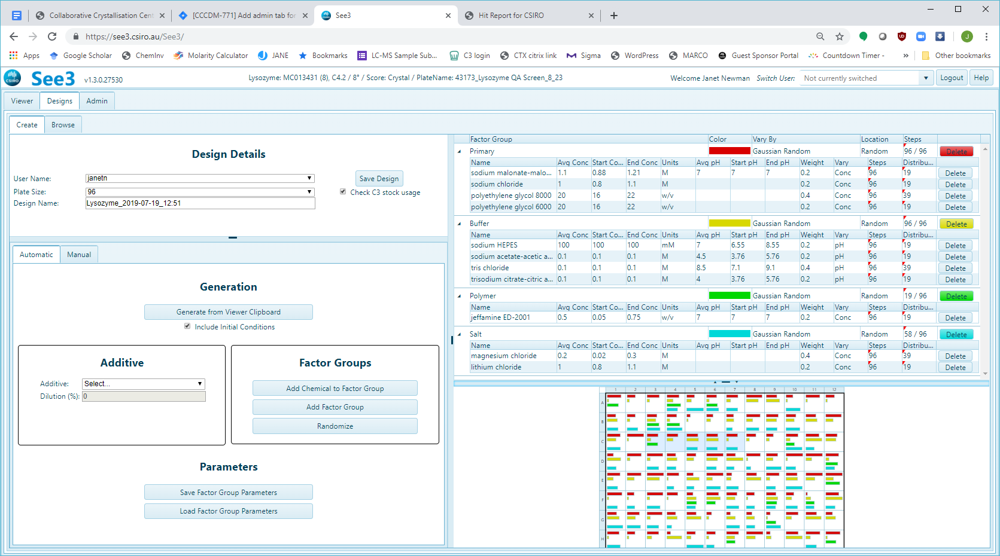 Collaborative Crystallisation Cent
[CCCDM-771] Add admin tab for
See3
Hit Report for CSIRO
https://see3.csiro.au/See3/
J
Apps
Google Scholar
ChemInv
Molarity Calculator
JANE
Bookmarks
LC-MS Sample Sub...
C3 login
CTX citrix link
Sigma
WordPress
MARCO
Guest Sponsor Portal
Countdown Timer -
»
Other bookmarks
CSIRO
See3 v1.3.0.27530
Lysozyme: MC013431 (8), C4.2 / 8° / Score: Crystal / PlateName: 43173_Lysozyme QA Screen_8_23
Welcome Janet Newman Switch User: Not currently switched Logout Help
Viewer Designs Admin
Create Browse
Design Details
User Name: janetn
Plate Size: 96
Design Name: Lysozyme_2019-07-19_12:51
Save Design
Check C3 stock usage
Automatic Manual
Generation
Generate from Viewer Clipboard
Include Initial Conditions
Additive
Additive: Select...
Dilution (%): 0
Factor Groups
Add Chemical to Factor Group
Add Factor Group
Randomize
Parameters
Save Factor Group Parameters
Load Factor Group Parameters
Factor Group Color Vary By Location Steps
Primary Gaussian Random Random 96 / 96 Delete
Name Avg Conc Start Co... End Conc Units Avg pH Start pH End pH Weight Vary Steps Distribu...
sodium malonate-malo... 1.1 0.88 1.21 M 7 7 7 0.2 Conc 96 19 Delete
sodium chloride 1 0.8 1.1 M 0.2 Conc 96 19 Delete
polyethylene glycol 8000 20 16 22 w/v 0.4 Conc 96 39 Delete
polyethylene glycol 6000 20 16 22 w/v 0.2 Conc 96 19 Delete
Buffer Gaussian Random Random 96 / 96 Delete
Name Avg Conc Start Co... End Conc Units Avg pH Start pH End pH Weight Vary Steps Distribu...
sodium HEPES 100 100 100 mM 7 6.55 8.55 0.2 pH 96 19 Delete
sodium acetate-acetic a... 0.1 0.1 0.1 M 4.5 3.76 5.76 0.2 pH 96 19 Delete
tris chloride 0.1 0.1 0.1 M 8.5 7.1 9.1 0.4 pH 96 39 Delete
trisodium citrate-citric a... 0.1 0.1 0.1 M 4 3.76 5.76 0.2 pH 96 19 Delete
Polymer Gaussian Random Random 19 / 96 Delete
Name Avg Conc Start Co... End Conc Units Avg pH Start pH End pH Weight Vary Steps Distribu...
jeffamine ED-2001 0.5 0.05 0.75 w/v 7 7 7 0.2 Conc 96 19 Delete
Salt Gaussian Random Random 58 / 96 Delete
Name Avg Conc Start Co... End Conc Units Avg pH Start pH End pH Weight Vary Steps Distribu...
magnesium chloride 0.2 0.02 0.3 M 0.4 Conc 96 39 Delete
lithium chloride 1 0.8 1.1 M 0.2 Conc 96 19 Delete
1 2 3 4 5 6 7 8 9 10 11 12
A
B
C
D
E
F
G
H